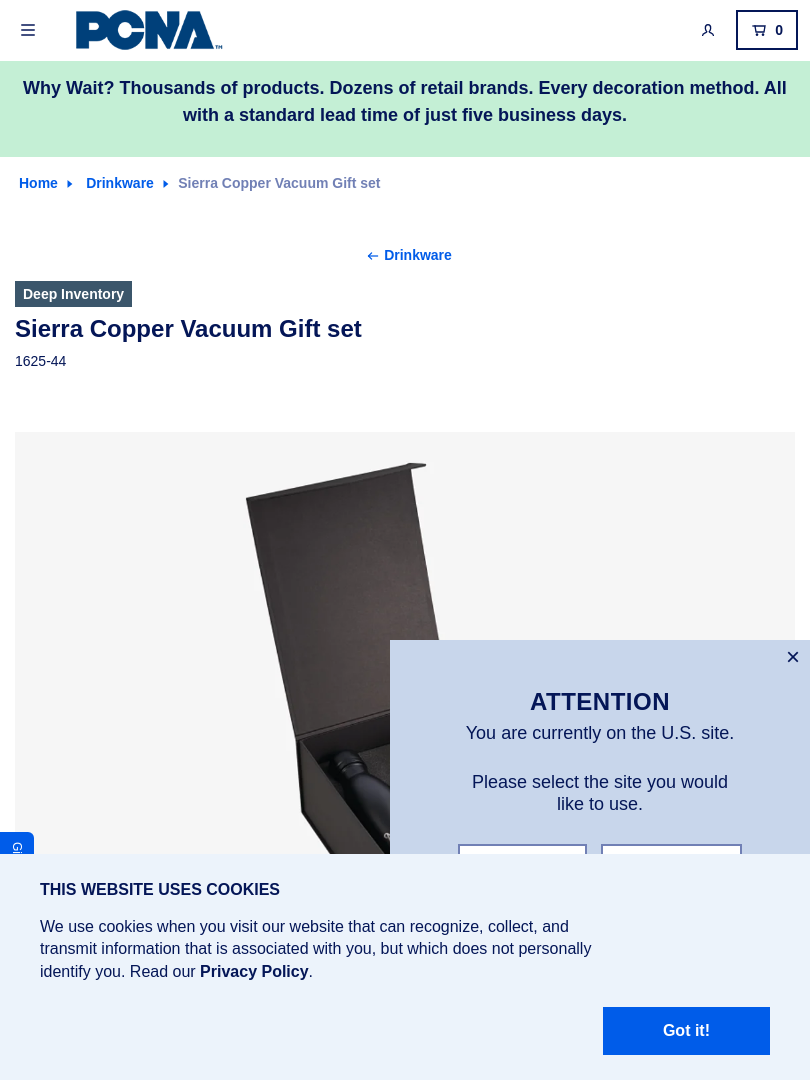 PCNA™
0
Why Wait? Thousands of products. Dozens of retail brands. Every decoration method. All
with a standard lead time of just five business days.
Home
Drinkware
Sierra Copper Vacuum Gift set
Drinkware
Deep Inventory
Sierra Copper Vacuum Gift set
1625-44
ATTENTION
You are currently on the U.S. site.
Please select the site you would
like to use.
THIS WEBSITE USES COOKIES
We use cookies when you visit our website that can recognize, collect, and
transmit information that is associated with you, but which does not personally
identify you. Read our Privacy Policy.
Got it!